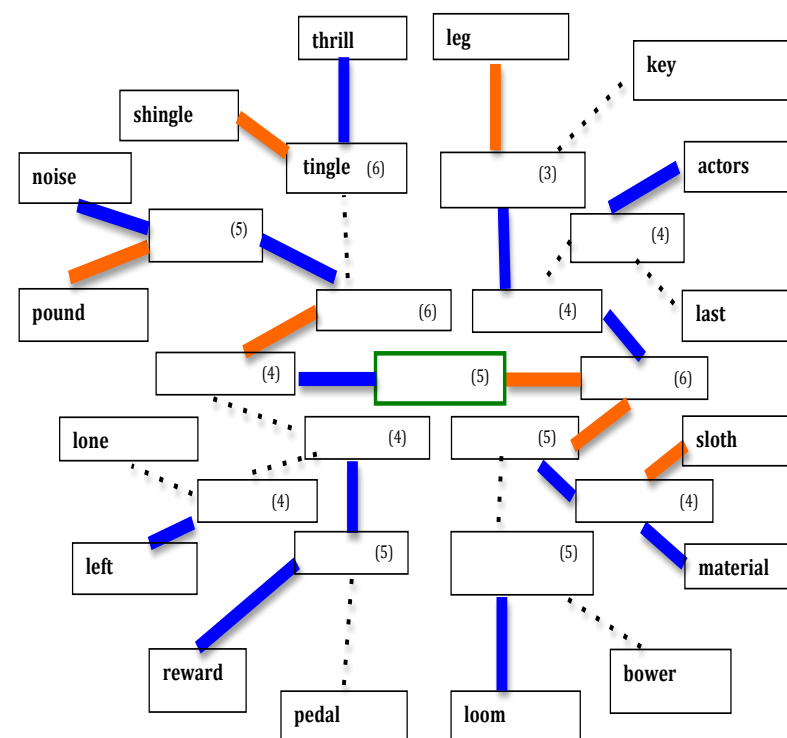 thrill
leg
key
shingle
noise
tingle (6)
(3)
actors
(5)
(4)
pound
(6)
(4)
last
(4)
(5)
(6)
lone
(4)
(5)
sloth
(4)
(4)
left
(5)
(5)
material
reward
bower
pedal
loom